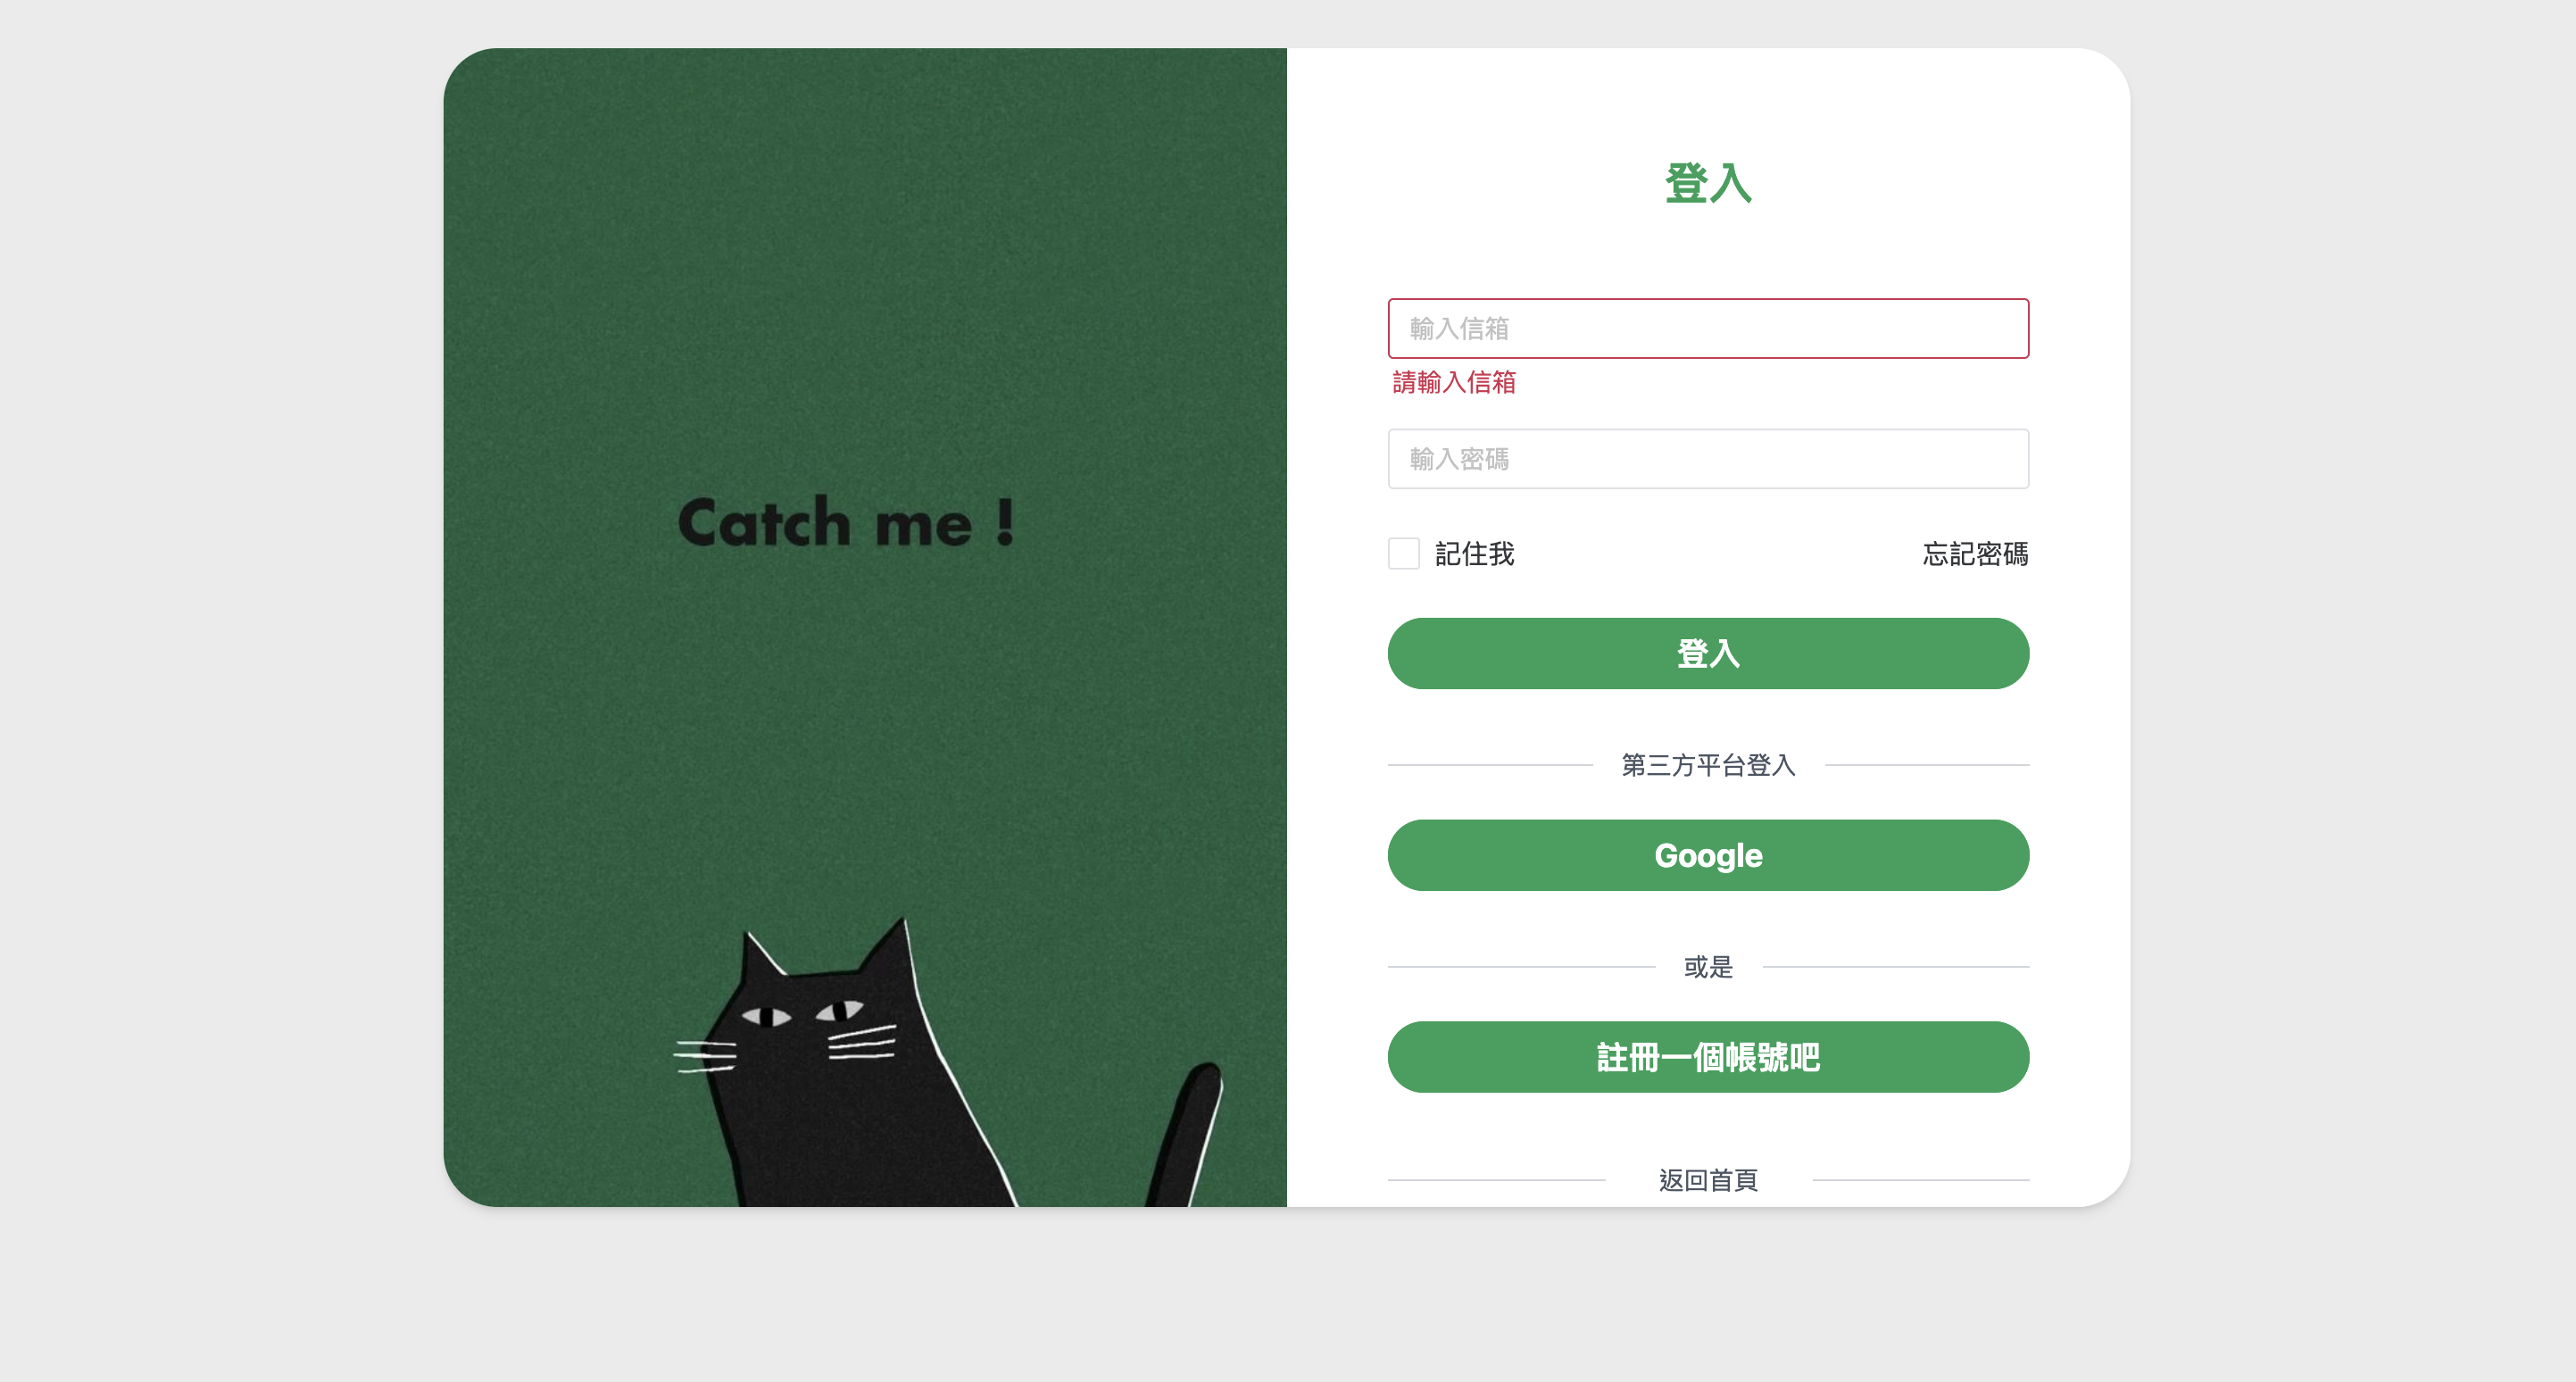 Catch me !
登入
輸入信箱
請輸入信箱
輸入密碼
記住我
忘記密碼
登入
第三方平台登入
Google
或是
註冊一個帳號吧
返回首頁